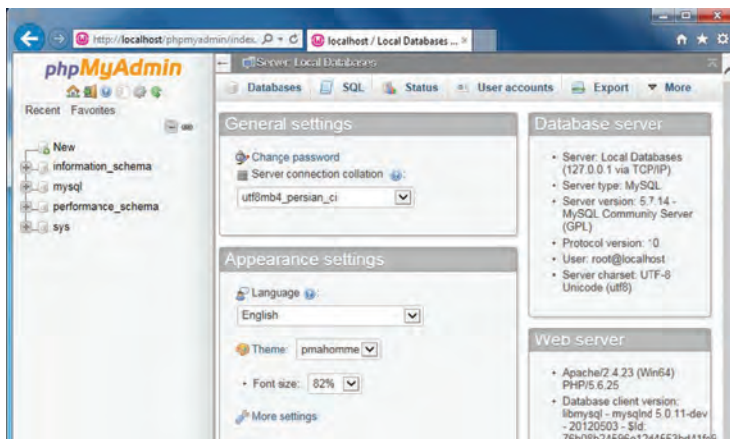 http://localhost/phpmyadmin/index.
localhost / Local Databases ...
phpMyAdmin
Recent Favorites
New
information_schema
mysql
performance_schema
sys
Server: Local Databases
Databases SQL Status User accounts Export More
General settings
Change password
Server connection collation :
utf8mb4_persian_ci
Appearance settings
Language :
English
Theme: pmahomme
Font size: 82%
More settings
Database server
Server: Local Databases
(127.0.0.1 via TCP/IP)
Server type: MySQL
Server version: 5.7.14 -
MySQL Community Server
(GPL)
Protocol version: 10
User: root@localhost
Server charset: UTF-8
Unicode (utf8)
Web server
Apache/2.4.23 (Win64)
PHP/5.6.25
Database client version:
libmysql - mysqlnd 5.0.11-dev
- 20120503 - $Id: